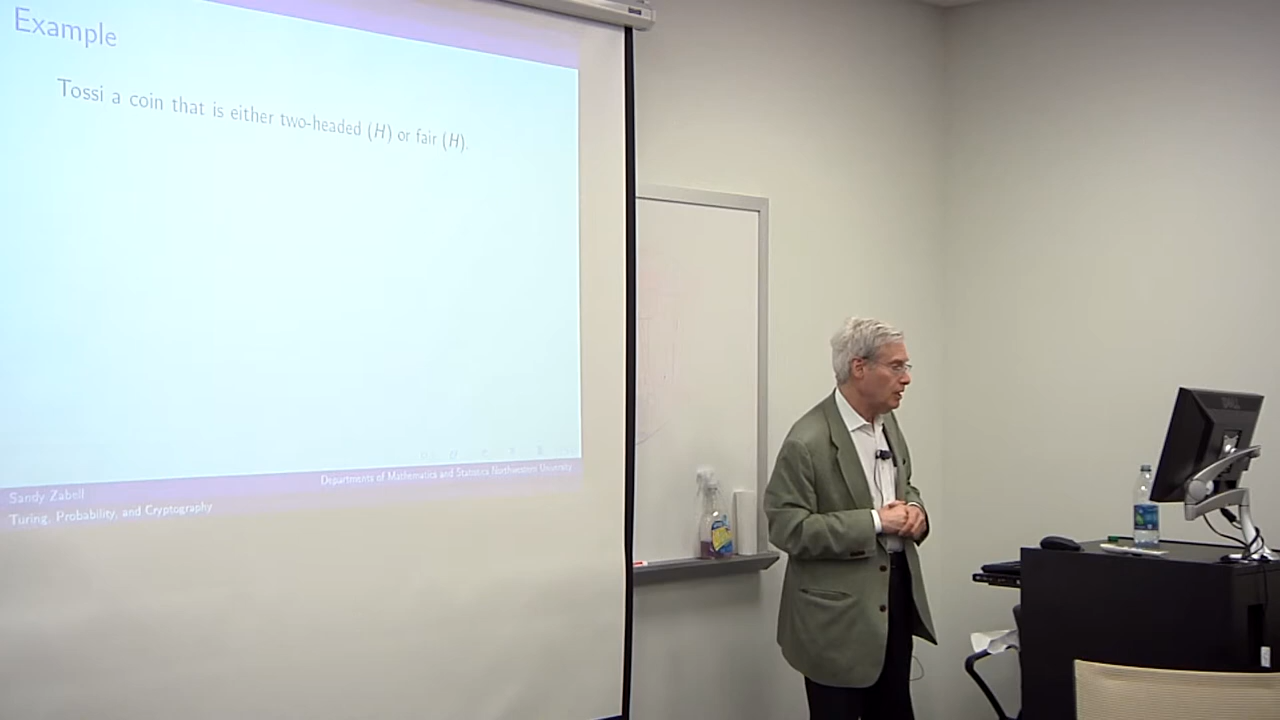 Example
Tossi a coin that is either two-headed (H) or fair (H).
Sandy Zabell
Departments of Mathematics and Statistics Northwestern University
Turing, Probability, and Cryptography
DELL